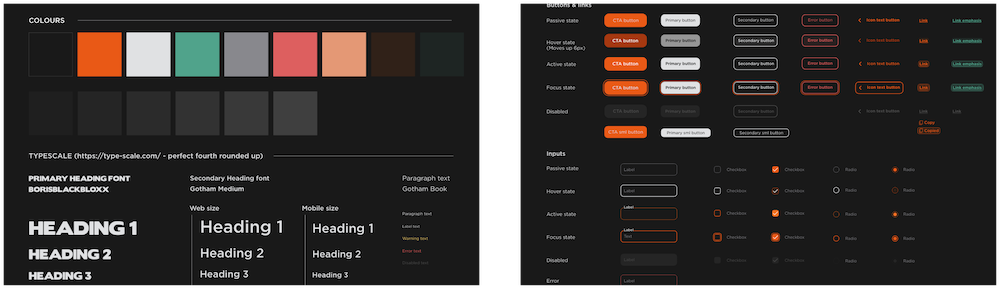 COLOURS
TYPESCALE (https://type-scale.com/ - perfect fourth rounded up)
PRIMARY HEADING FONT
BORISBLACKBLOXX
Secondary Heading font
Gotham Medium
Paragraph text
Gotham Book
Web size
Mobile size
HEADING 1
HEADING 2
HEADING 3
Heading 1
Heading 2
Heading 3
Heading 1
Heading 2
Heading 3
Paragraph text
Label text
Warning text
Error text
Disabled text
Buttons & links
Passive state
CTA button
Primary button
Secondary button
Error button
Icon text button
Link
Link emphasis
Hover state
(Moves up 6px)
CTA button
Primary button
Secondary button
Error button
Icon text button
Link
Link emphasis
Active state
CTA button
Primary button
Secondary button
Error button
Icon text button
Link
Link emphasis
Focus state
CTA button
Primary button
Secondary button
Error button
Icon text button
Link
Link emphasis
Disabled
CTA button
Primary button
Secondary button
Icon text button
Link
Link
Copy
Copied
CTA sml button
Primary sml button
Secondary sml button
Inputs
Passive state
Label
Checkbox
Checkbox
Radio
Radio
Hover state
Label
Checkbox
Checkbox
Radio
Radio
Active state
Label
Checkbox
Checkbox
Radio
Radio
Focus state
Label
Text
Checkbox
Checkbox
Radio
Radio
Disabled
Label
Checkbox
Checkbox
Radio
Radio
Error
Label
Checkbox
Checkbox
Radio
Radio